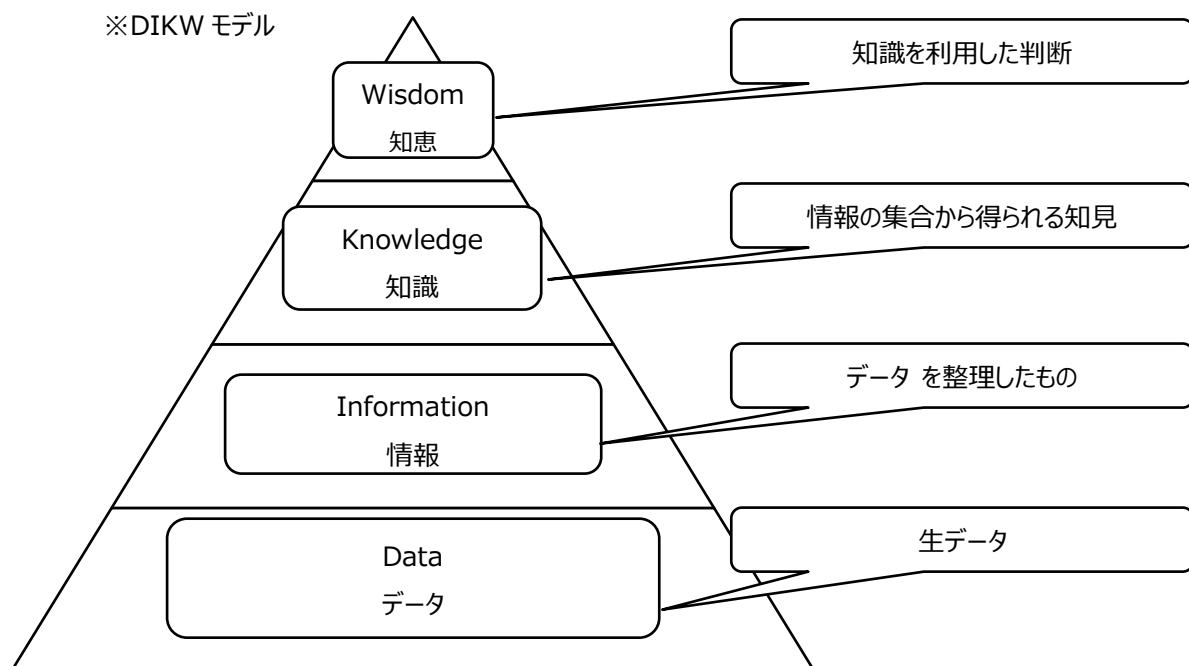 ※DIKW モデル
知識を利用した判断
Wisdom
知恵
情報の集合から得られる知見
Knowledge
知識
データ を整理したもの
Information
情報
生データ
Data
データ